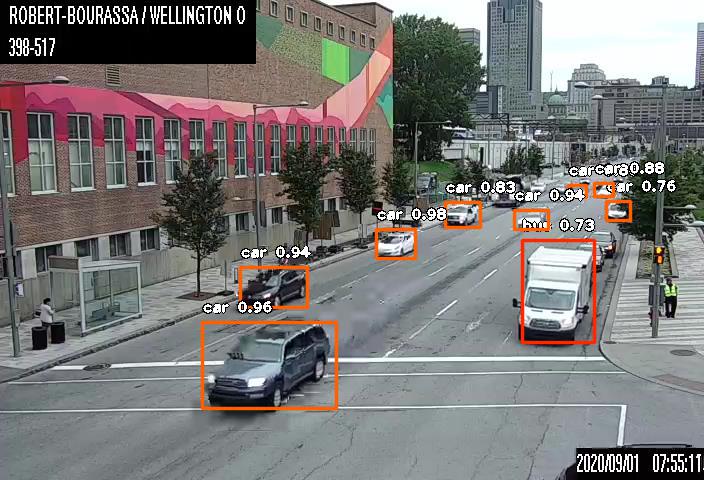 ROBERT-BOURASSA / WELLINGTON O
398-517
car 0.88
car 0.76
car 0.83
car 0.94
car 0.98
bus 0.73
car 0.94
car 0.96
2020/09/01 07:55:11